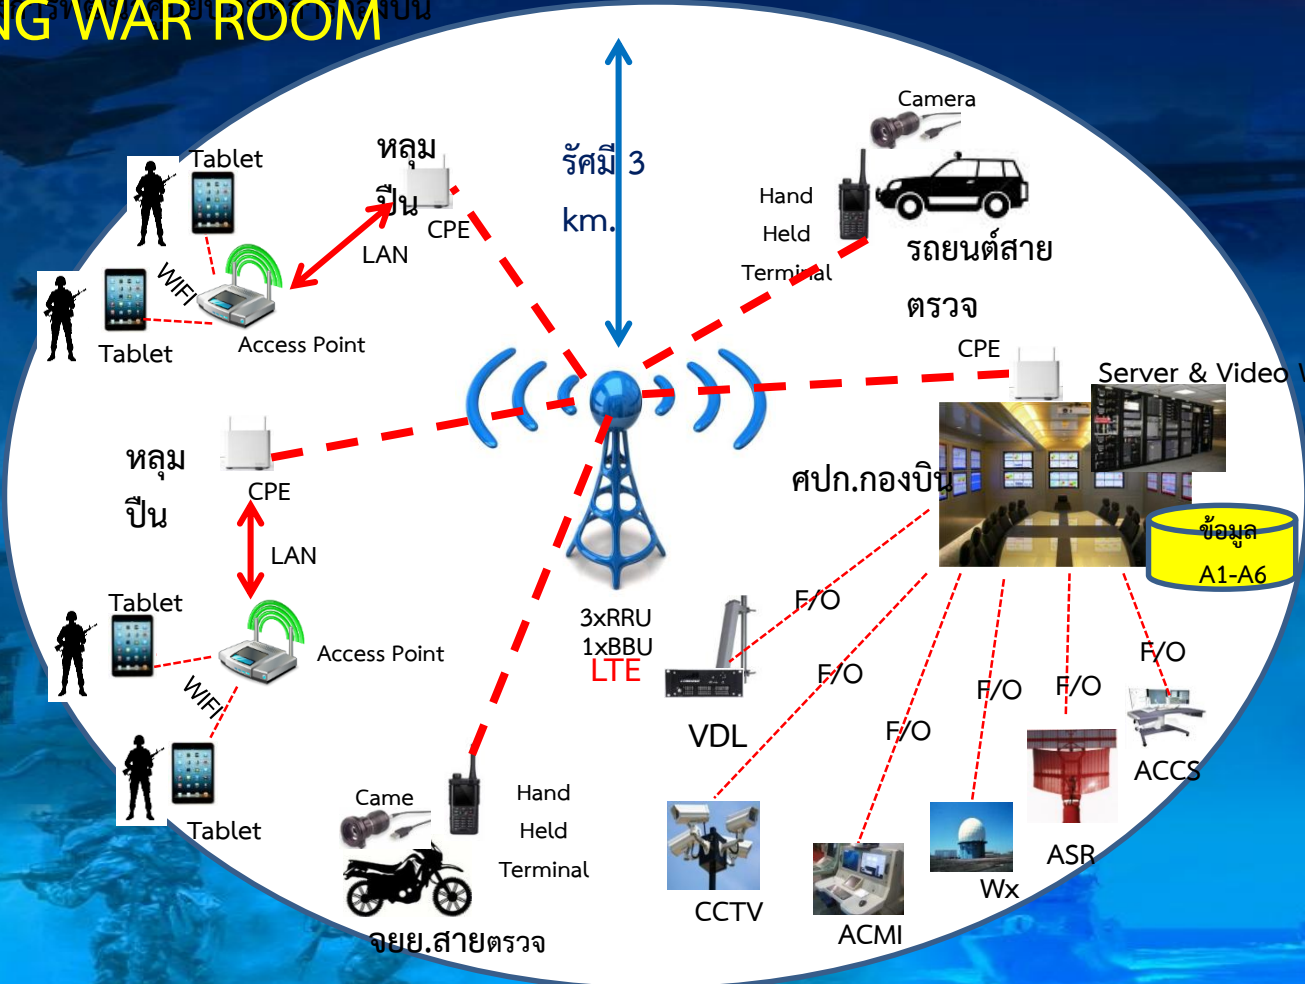 NG WAR ROOM
Camera
หลุม
ปืน
Tablet
รัศมี 3
km.
Hand
Held
Terminal
CPE
LAN
รถยนต์สาย
ตรวจ
WIFI
Tablet
Access Point
CPE
Server & Video
หลุม
ปืน
CPE
ศปก.กองบิน
ข้อมูล
A1-A6
LAN
Tablet
Access Point
WIFI
3xRRU
1xBBU
LTE
F/O
F/O
F/O
F/O
F/O
F/O
VDL
ACCS
Tablet
Came
Hand
Held
Terminal
CCTV
ACMI
Wx
ASR
จยย.สายตรวจ